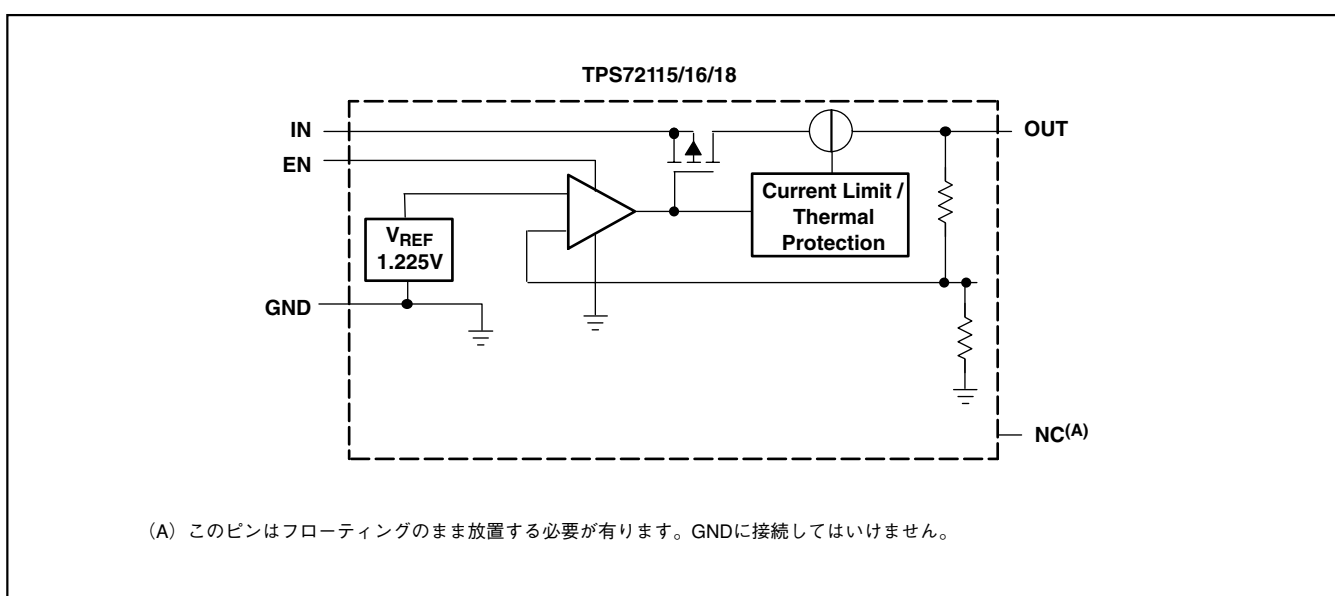 TPS72115/16/18
IN
OUT
EN
Current Limit /
Thermal
Protection
VREF
1.225V
GND
NC(A)
(A) このピンはフローティングのまま放置する必要が有ります。GNDに接続してはいけません。